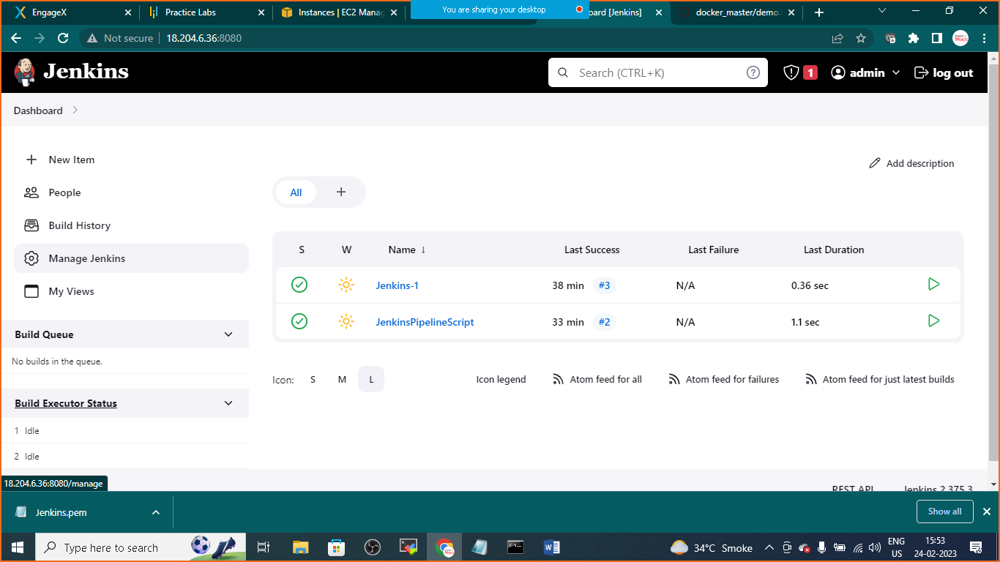 EngageX
Practice Labs
Instances | EC2 Manag
You are sharing your desktop
board [Jenkins]
docker_master/demo.
Not secure
18.204.6.36:8080
Jenkins
Search (CTRL+K)
1
admin
log out
Dashboard
New Item
Add description
People
All
Build History
Manage Jenkins
My Views
S W Name ↓ Last Success Last Failure Last Duration
Jenkins-1 38 min #3 N/A 0.36 sec
JenkinsPipelineScript 33 min #2 N/A 1.1 sec
Build Queue
No builds in the queue.
Icon: S M L
Icon legend
Atom feed for all
Atom feed for failures
Atom feed for just latest builds
Build Executor Status
1 Idle
2 Idle
18.204.6.36:8080/manage
REST API
Jenkins 2.375.3
Jenkins.pem
Show all
Type here to search
34°C Smoke
ENG
US
15:53
24-02-2023